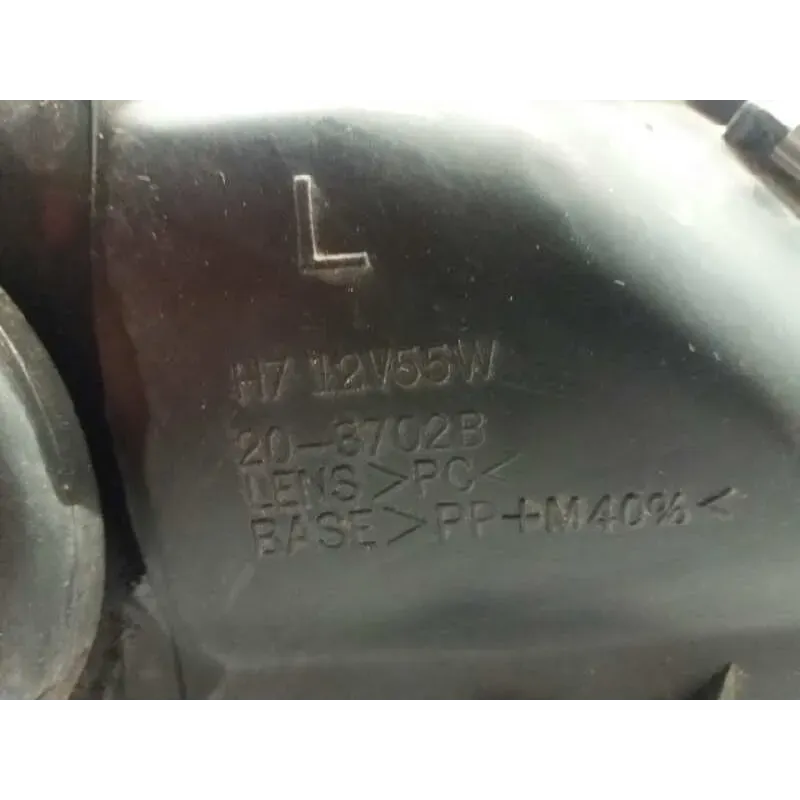 L
H7 12V55W
20-3702B
LENS>PC<
BASE>PP+M40%<